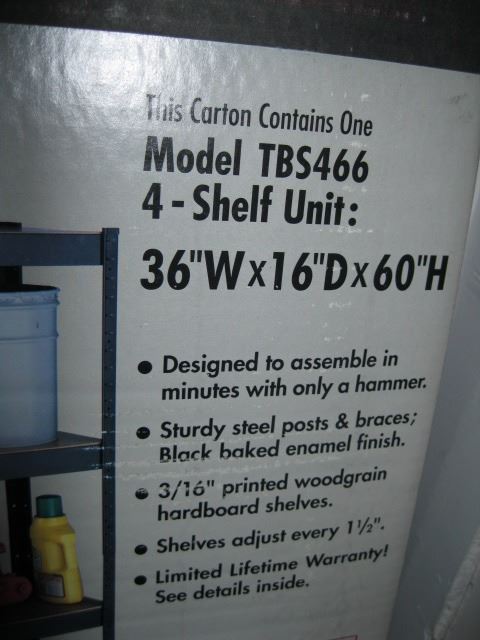 This Carton Contains One
Model TBS466
4-Shelf Unit:
36"W x 16"D x 60"H
● Designed to assemble in
minutes with only a hammer.
● Sturdy steel posts & braces;
Black baked enamel finish.
● 3/16" printed woodgrain
hardboard shelves.
● Shelves adjust every 1½".
● Limited Lifetime Warranty!
See details inside.